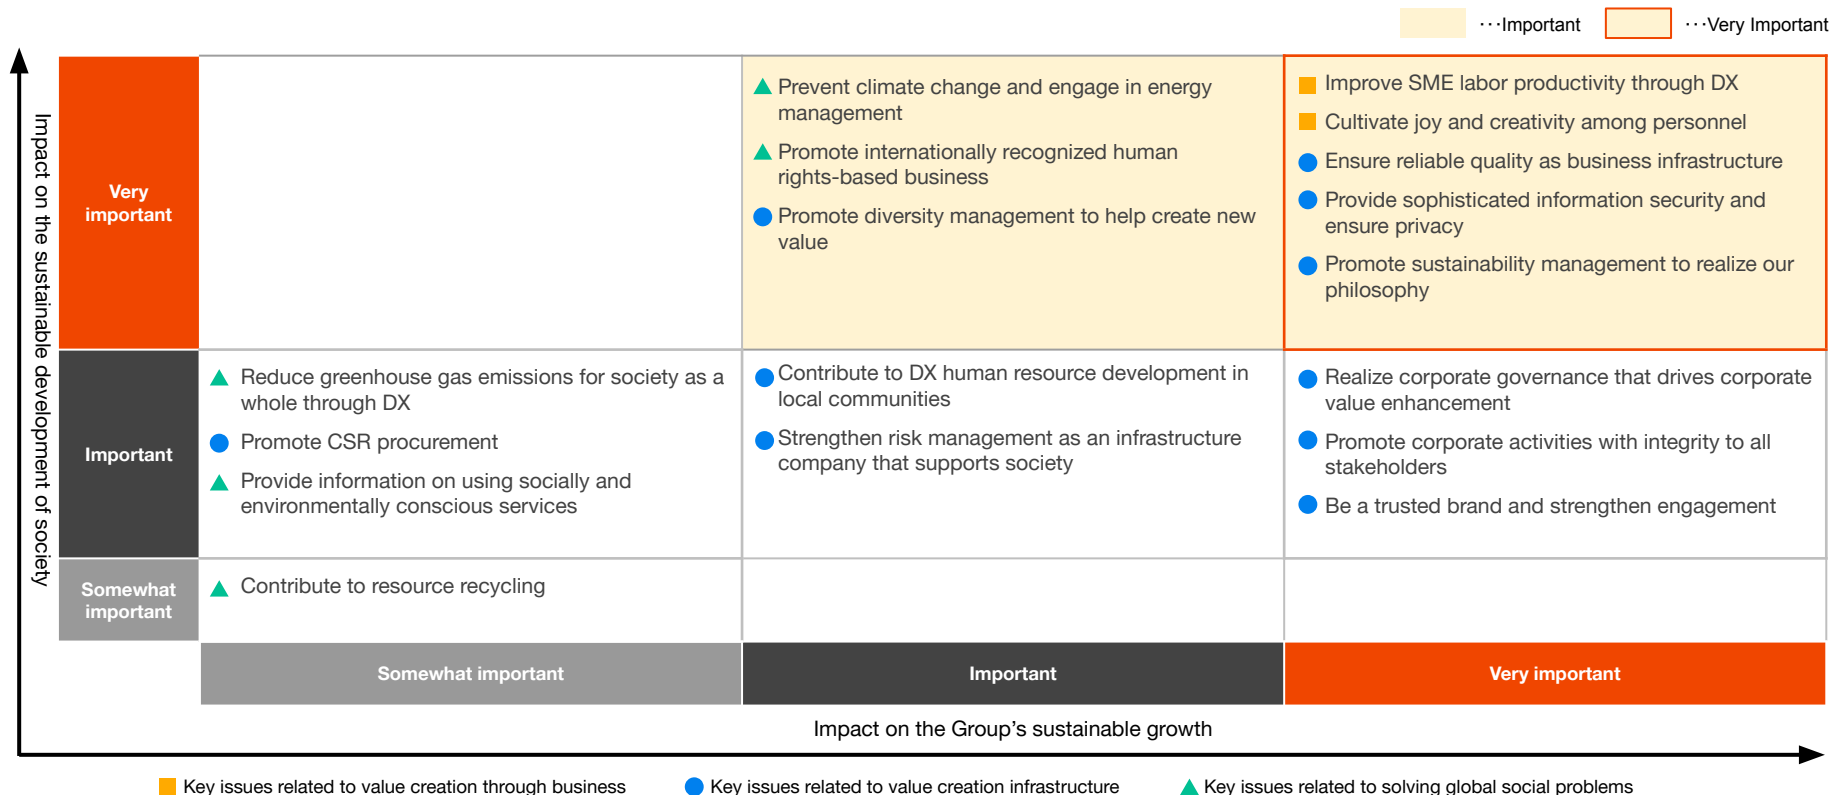 ···Important
···Very Important
Impact on the sustainable development of society
Very
important
Prevent climate change and engage in energy
management
Promote internationally recognized human
rights-based business
Promote diversity management to help create new
value
Improve SME labor productivity through DX
Cultivate joy and creativity among personnel
Ensure reliable quality as business infrastructure
Provide sophisticated information security and
ensure privacy
Promote sustainability management to realize our
philosophy
Important
Reduce greenhouse gas emissions for society as a
whole through DX
Promote CSR procurement
Provide information on using socially and
environmentally conscious services
Contribute to DX human resource development in
local communities
Strengthen risk management as an infrastructure
company that supports society
Realize corporate governance that drives corporate
value enhancement
Promote corporate activities with integrity to all
stakeholders
Be a trusted brand and strengthen engagement
Somewhat
important
Contribute to resource recycling
Somewhat important
Important
Very important
Impact on the Group’s sustainable growth
Key issues related to value creation through business
Key issues related to value creation infrastructure
Key issues related to solving global social problems